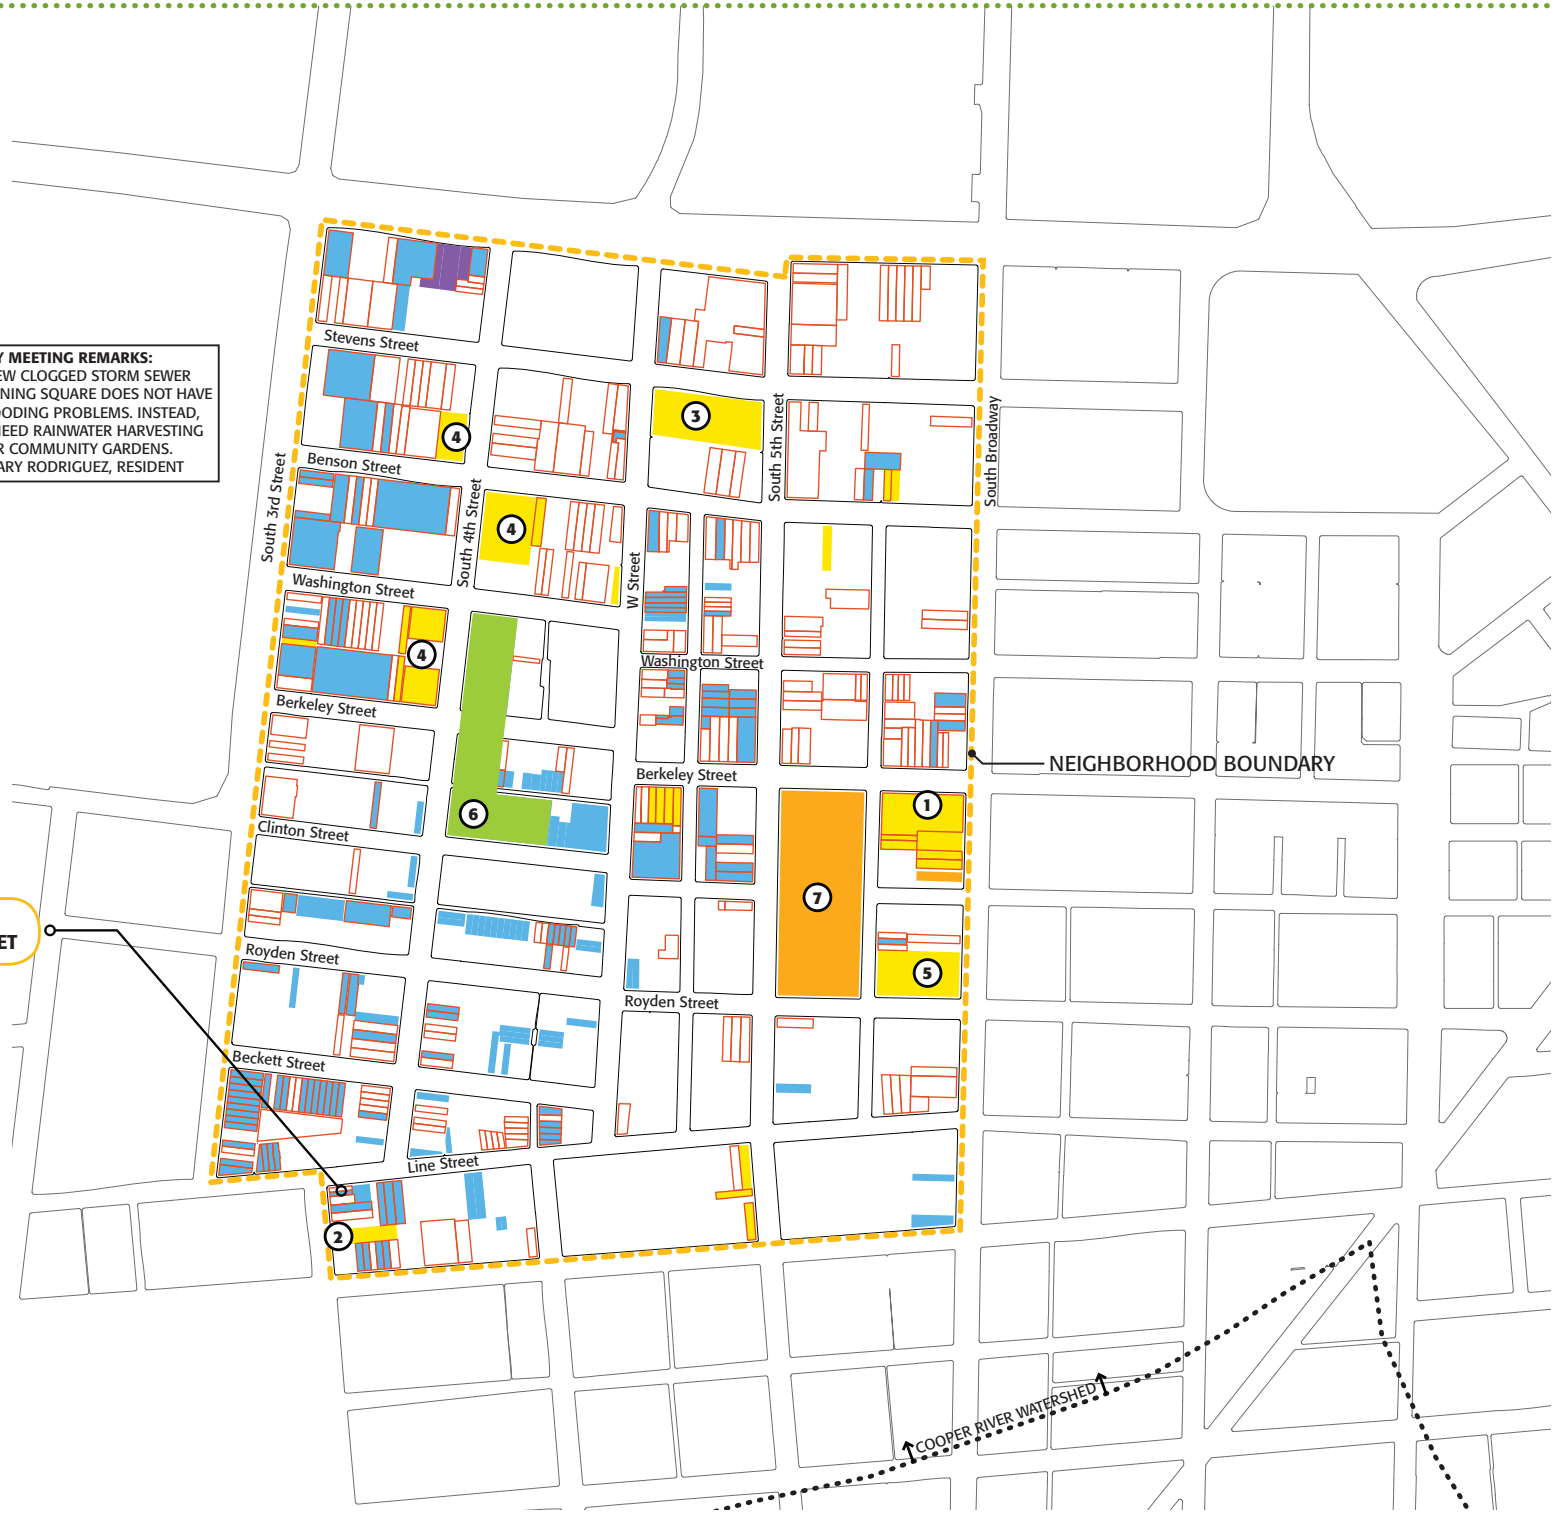 Y MEETING REMARKS:
EW CLOGGED STORM SEWER
NING SQUARE DOES NOT HAVE
OODING PROBLEMS. INSTEAD,
NEED RAINWATER HARVESTING
R COMMUNITY GARDENS.
ARY RODRIGUEZ, RESIDENT
Stevens Street
3
4
South 5th Street
South Broadway
Benson Street
South 3rd Street
South 4th Street
4
W Street
Washington Street
4
Washington Street
Berkeley Street
NEIGHBORHOOD BOUNDARY
Berkeley Street
1
6
Clinton Street
7
ET
Royden Street
5
Royden Street
Beckett Street
Line Street
2
COOPER RIVER WATERSHED